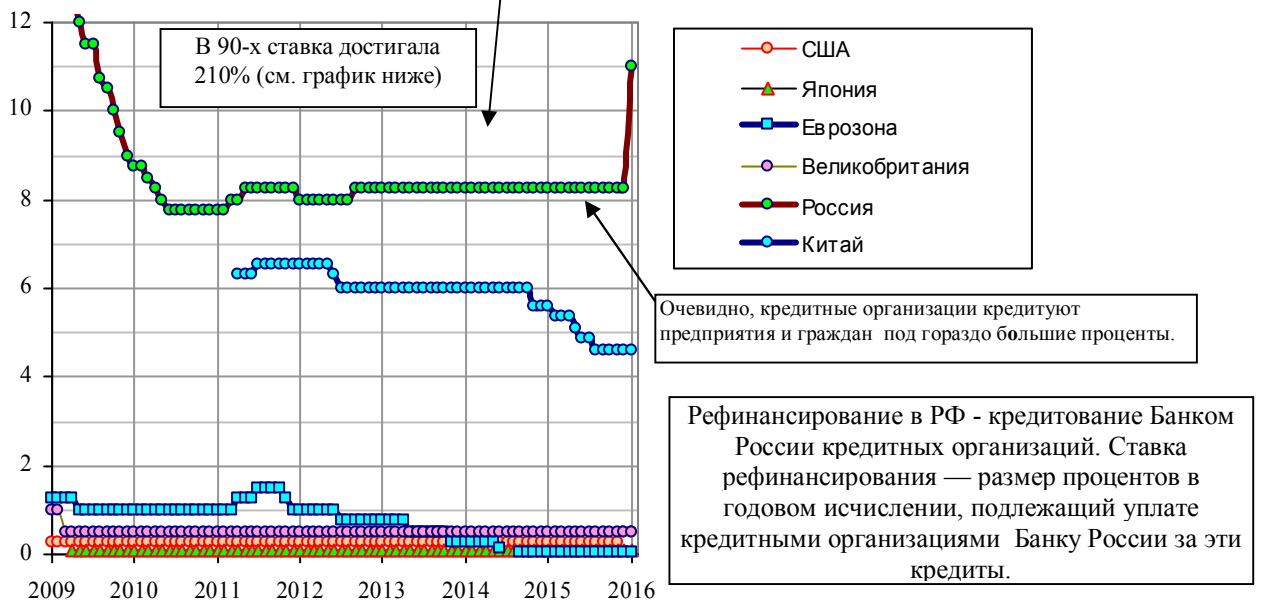 12
10
8
6
4
2
0
2009 2010 2011 2012 2013 2014 2015 2016
В 90-х ставка достигала
210% (см. график ниже)
США
Япония
Еврозона
Великобритания
Россия
Китай
Очевидно, кредитные организации кредитуют
предприятия и граждан под гораздо большие проценты.
Рефинансирование в РФ - кредитование Банком
России кредитных организаций. Ставка
рефинансирования — размер процентов в
годовом исчислении, подлежащий уплате
кредитными организациями Банку России за эти
кредиты.